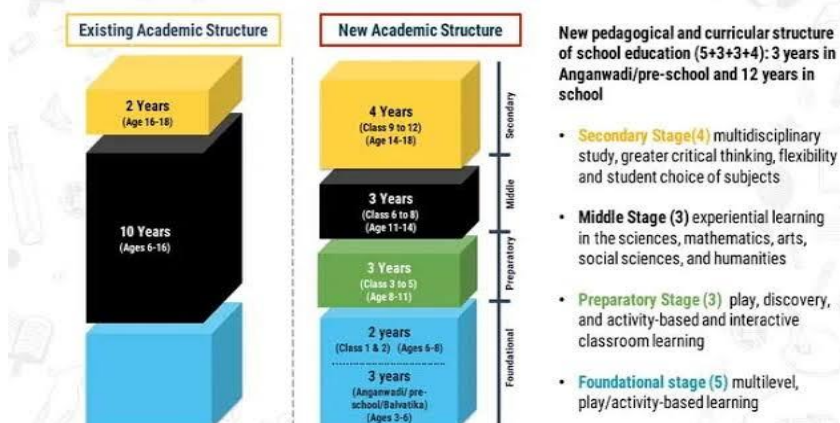 Existing Academic Structure
2 Years
(Age 16-18)
10 Years
(Ages 6-16)
New Academic Structure
4 Years
(Class 9 to 12)
(Age 14-18)
Secondary
3 Years
(Class 6 to 8)
(Age 11-14)
Middle
3 Years
(Class 3 to 5)
(Age 8-11)
Preparatory
2 years
(Class 1 & 2) (Ages 6-8)
3 years
(Anganwadi/ pre-
school/Balvatika)
(Ages 3-6)
Foundational
New pedagogical and curricular structure
of school education (5+3+3+4): 3 years in
Anganwadi/pre-school and 12 years in
school
• Secondary Stage(4) multidisciplinary
study, greater critical thinking, flexibility
and student choice of subjects
• Middle Stage (3) experiential learning
in the sciences, mathematics, arts,
social sciences, and humanities
• Preparatory Stage (3) play, discovery,
and activity-based and interactive
classroom learning
• Foundational stage (5) multilevel,
play/activity-based learning